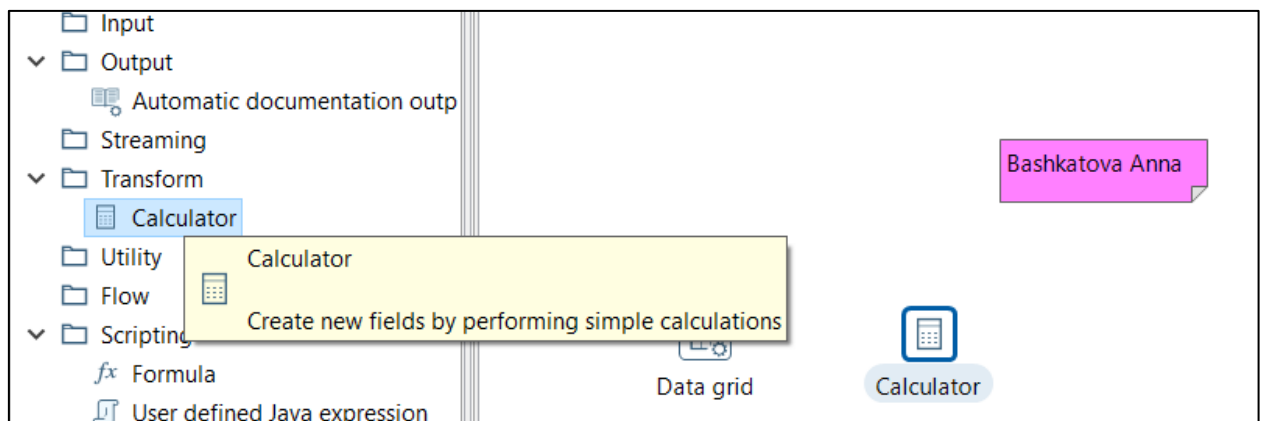 Input
Output
Automatic documentation outp
Streaming
Transform
Calculator
Utility
Flow
Scripting
fx Formula
User defined Java expression
Calculator
Create new fields by performing simple calculations
Bashkatova Anna
Data grid
Calculator